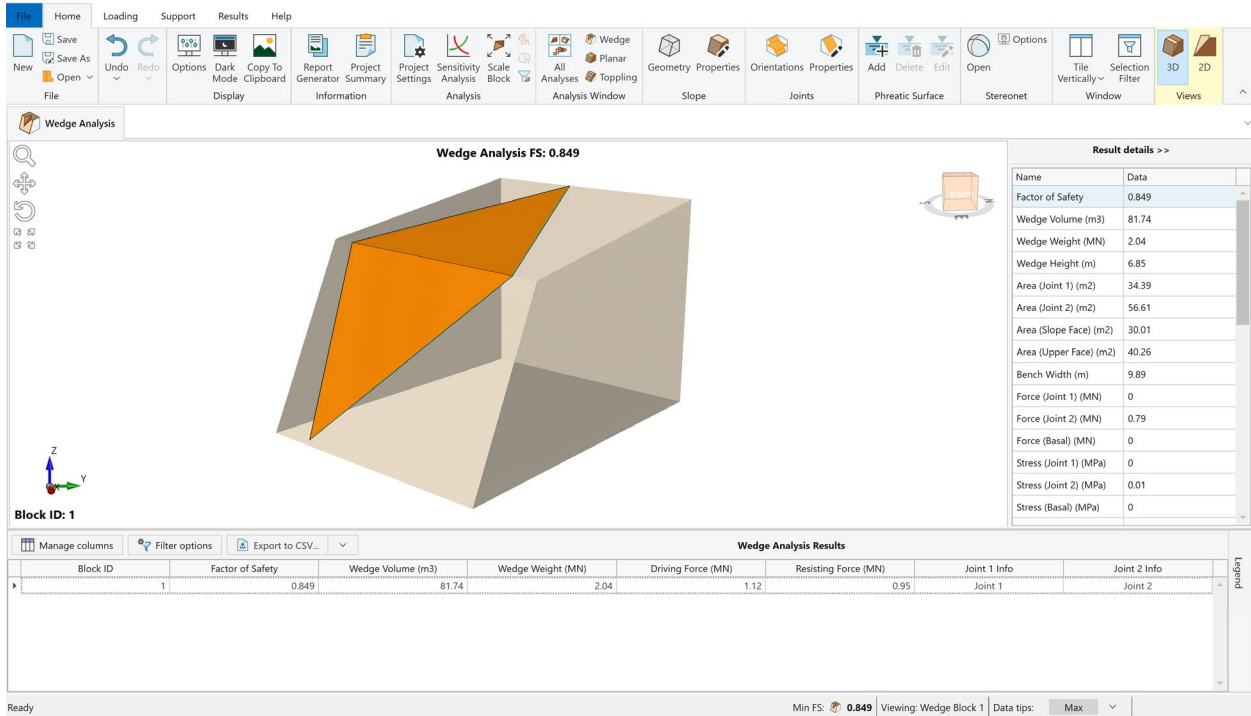 File Home Loading Support Results Help
New Save Save As Open Undo Redo Options Dark Mode Copy To Clipboard Report Generator Project Summary Project Settings Sensitivity Analysis Scale Block All Analyses Wedge Planar Toppling Geometry Properties Orientations Properties Add Delete Edit Open Options Tile Vertically Selection Filter 3D 2D
File Display Information Analysis Analysis Window Slope Joints Phreatic Surface Stereonet Window Views
Wedge Analysis
Wedge Analysis FS: 0.849
RIGHT
S
E
N
Z
Y
X
Block ID: 1
Result details >>
Name Data
Factor of Safety 0.849
Wedge Volume (m3) 81.74
Wedge Weight (MN) 2.04
Wedge Height (m) 6.85
Area (Joint 1) (m2) 34.39
Area (Joint 2) (m2) 56.61
Area (Slope Face) (m2) 30.01
Area (Upper Face) (m2) 40.26
Bench Width (m) 9.89
Force (Joint 1) (MN) 0
Force (Joint 2) (MN) 0.79
Force (Basal) (MN) 0
Stress (Joint 1) (MPa) 0
Stress (Joint 2) (MPa) 0.01
Stress (Basal) (MPa) 0
Manage columns Filter options Export to CSV... Wedge Analysis Results
Legend
Block ID Factor of Safety Wedge Volume (m3) Wedge Weight (MN) Driving Force (MN) Resisting Force (MN) Joint 1 Info Joint 2 Info
1 0.849 81.74 2.04 1.12 0.95 Joint 1 Joint 2
Ready Min FS: 0.849 Viewing: Wedge Block 1 Data tips: Max